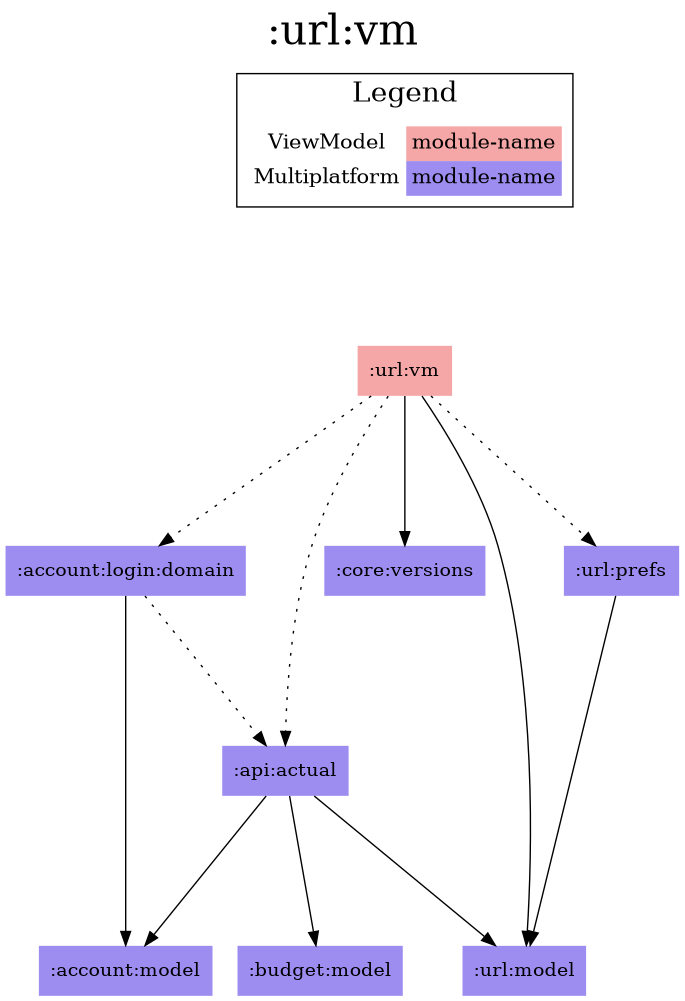 :url:vm
Legend
ViewModel module-name
Multiplatform module-name
:url:vm
:account:login:domain
:core:versions
:url:prefs
:api:actual
:account:model
:budget:model
:url:model